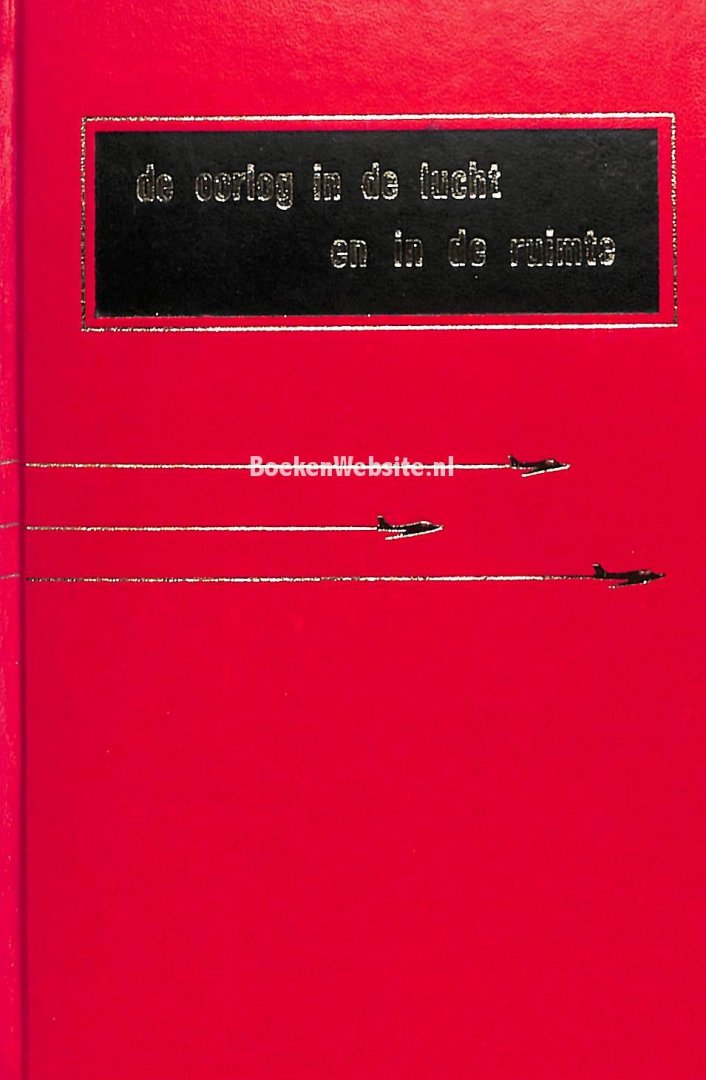 de oorlog in de lucht
en in de ruimte
BoekenWebsite.nl